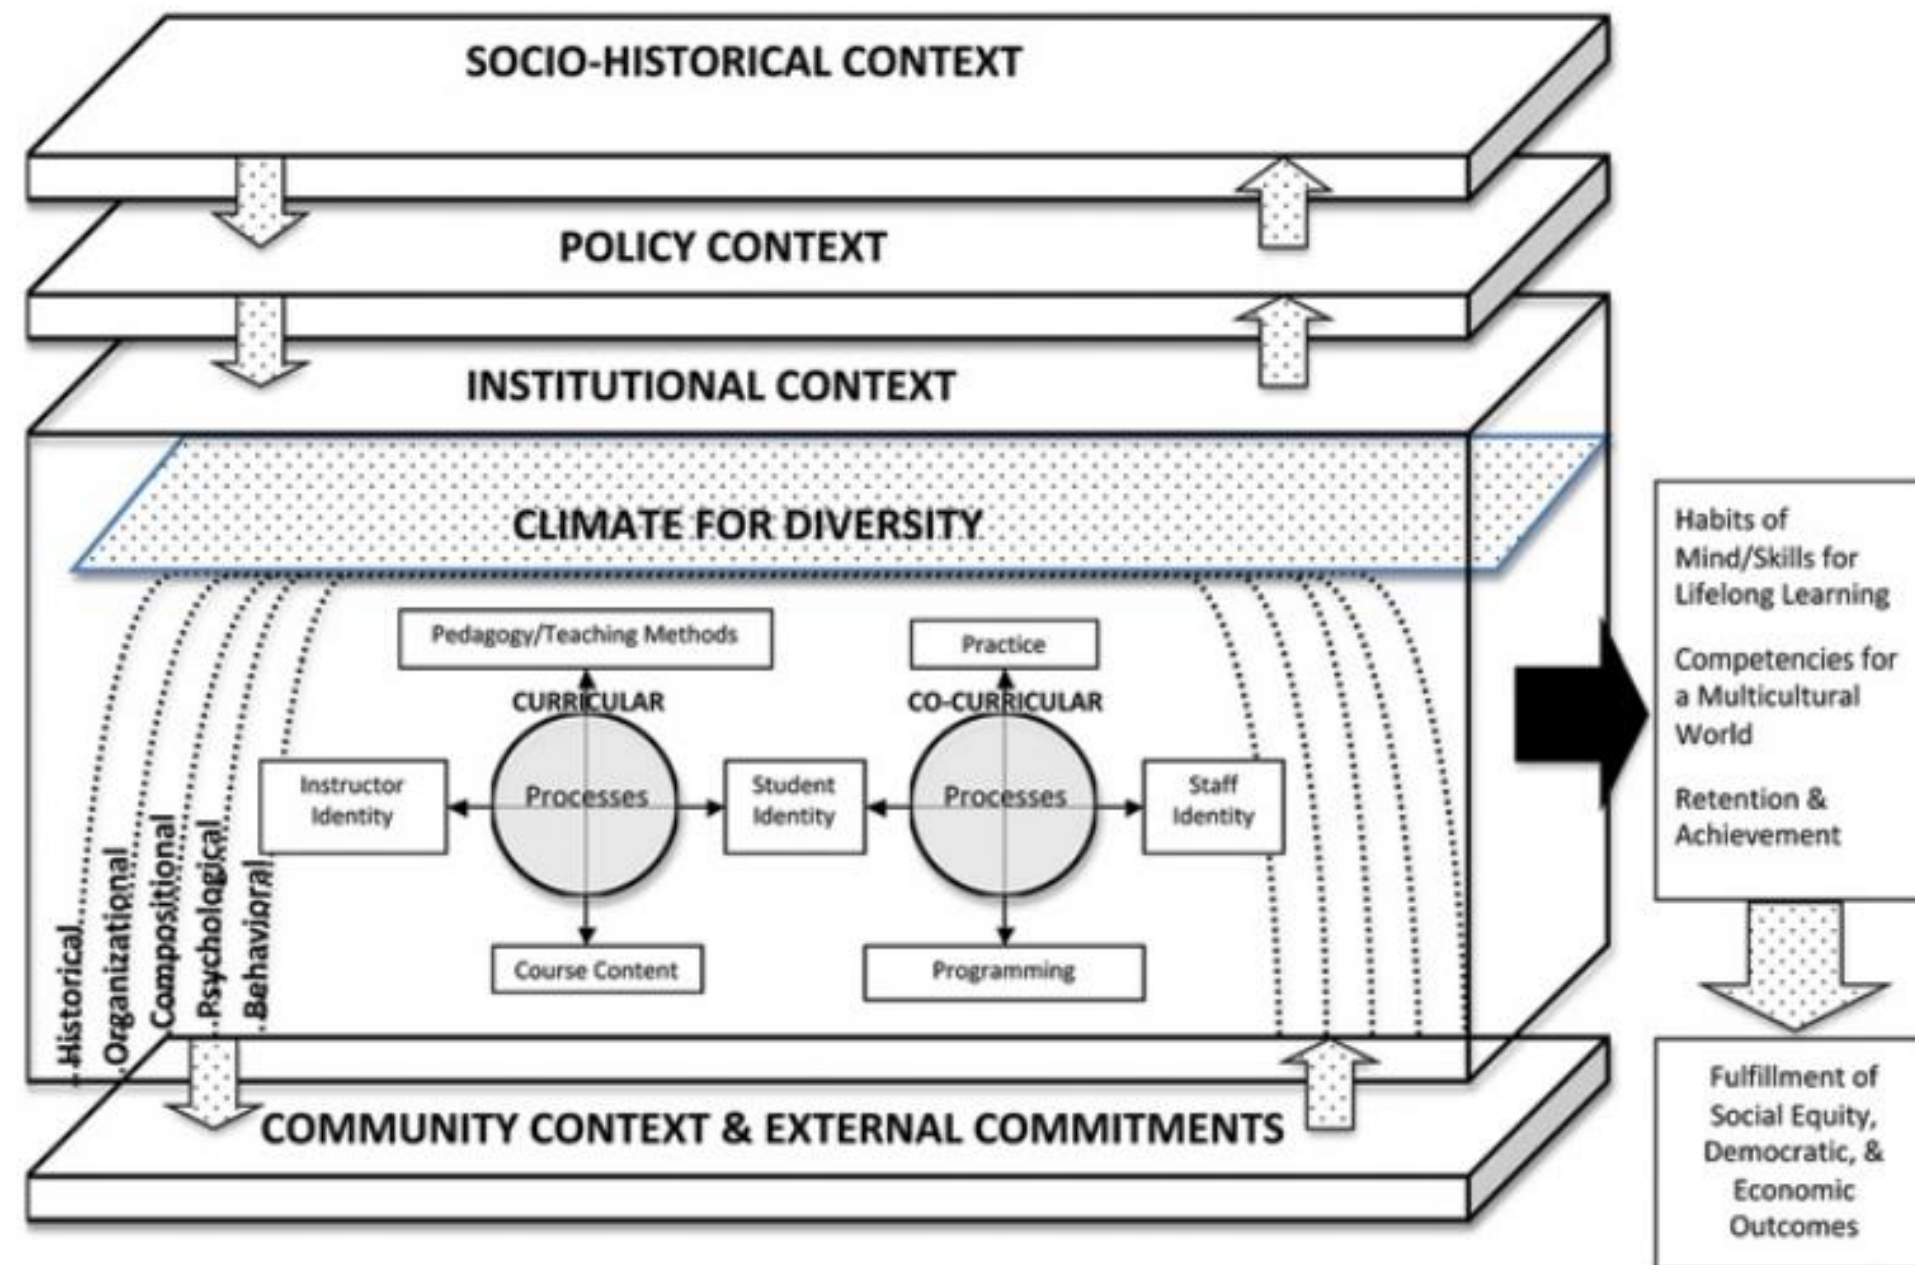 SOCIO-HISTORICAL CONTEXT
POLICY CONTEXT
INSTITUTIONAL CONTEXT
CLIMATE FOR DIVERSITY
Historical
Organizational
Compositional
Psychological
Behavioral
Pedagogy/Teaching Methods
CURRICULAR
Instructor
Identity
Processes
Course Content
Student
Identity
Practice
CO-CURRICULAR
Processes
Staff
Identity
Programming
COMMUNITY CONTEXT & EXTERNAL COMMITMENTS
Habits of
Mind/Skills for
Lifelong Learning
Competencies for
a Multicultural
World
Retention &
Achievement
Fulfillment of
Social Equity,
Democratic, &
Economic
Outcomes